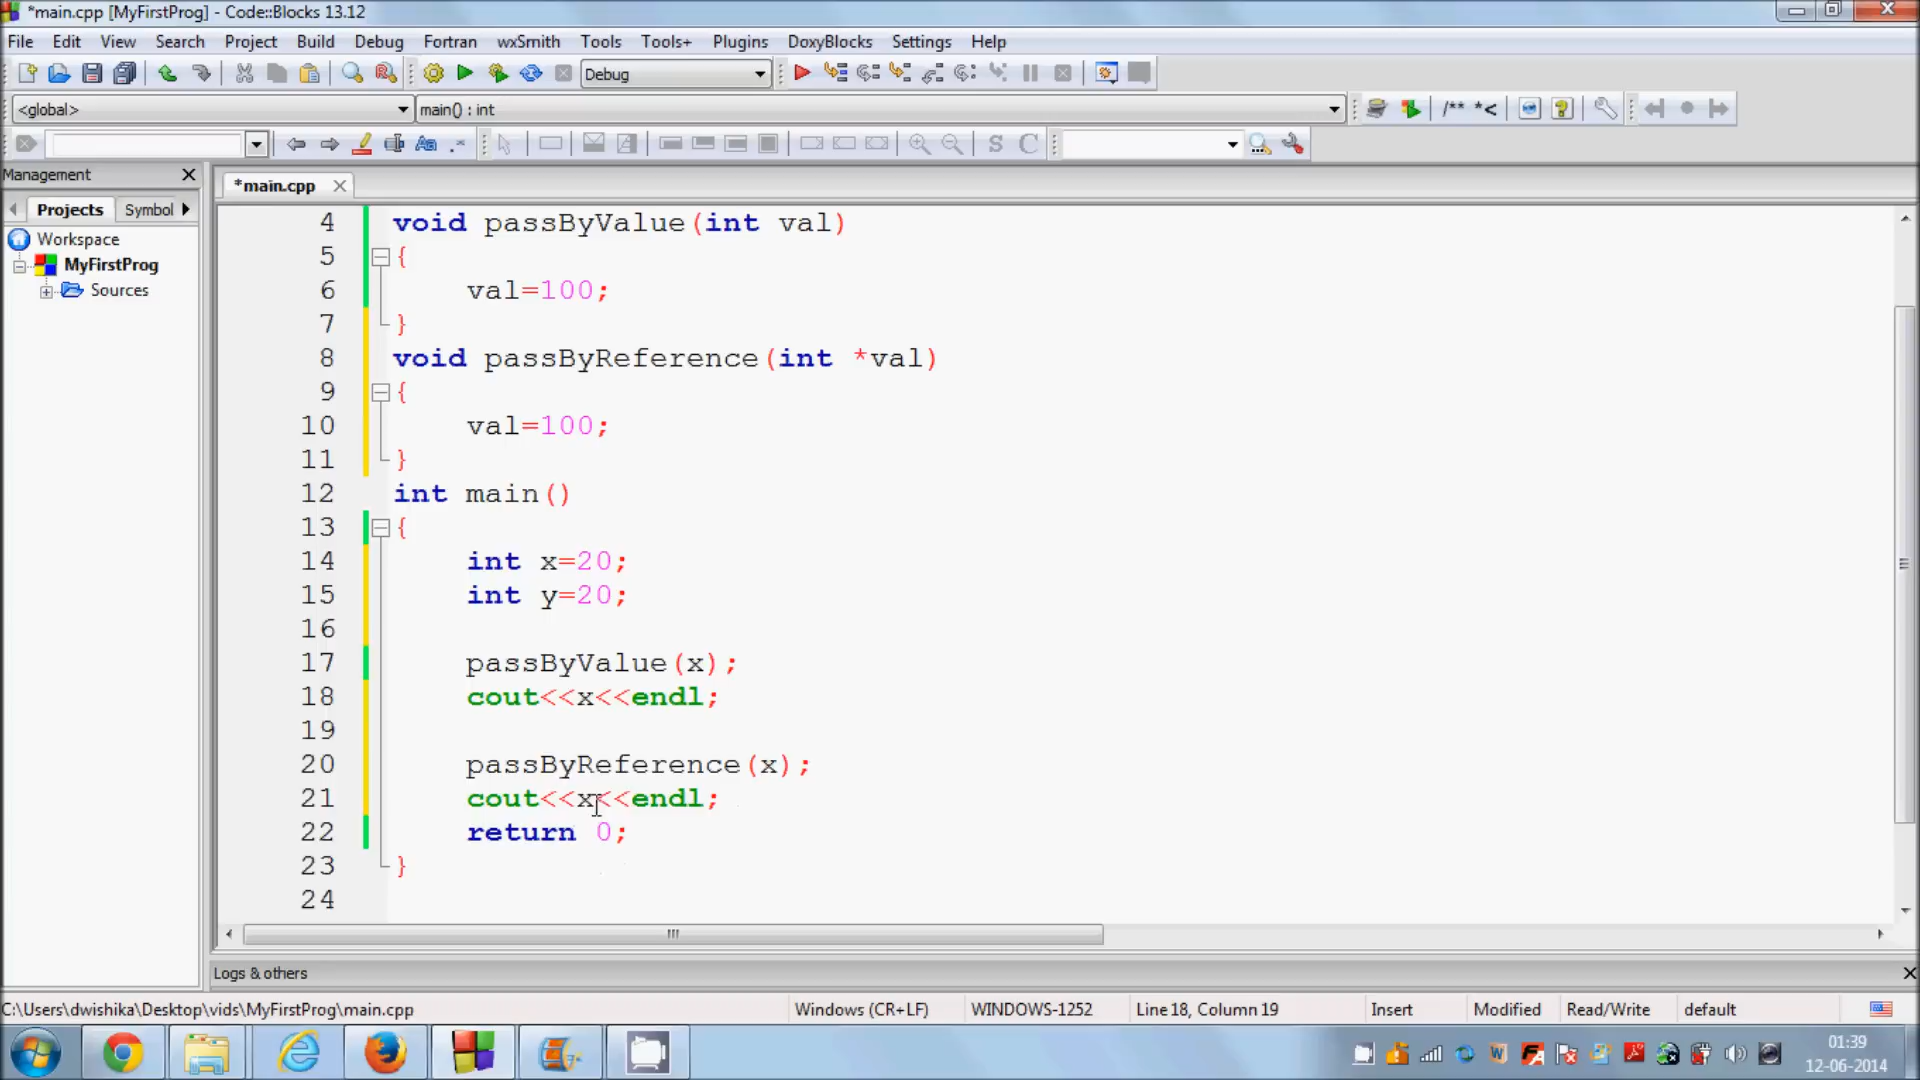 *main.cpp [MyFirstProg] - Code::Blocks 13.12
File Edit View Search Project Build Debug Fortran wxSmith Tools Tools+ Plugins DoxyBlocks Settings Help
Debug
<global> main() : int /** *<
Aa .* S C
Management
*main.cpp
Projects Symbol
Workspace
MyFirstProg
Sources
4 void passByValue(int val)
5 {
6 val=100;
7 }
8 void passByReference(int *val)
9 {
10 val=100;
11 }
12 int main()
13 {
14 int x=20;
15 int y=20;
16
17 passByValue(x);
18 cout<<x<<endl;
19
20 passByReference(x);
21 cout<<x<<endl;
22 return 0;
23 }
24
Logs & others
C:\Users\dwishika\Desktop\vids\MyFirstProg\main.cpp Windows (CR+LF) WINDOWS-1252 Line 18, Column 19 Insert Modified Read/Write default
01:39
12-06-2014